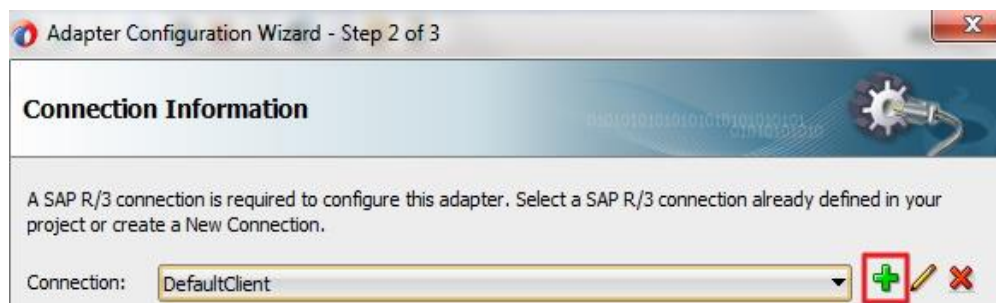 Adapter Configuration Wizard - Step 2 of 3
Connection Information
A SAP R/3 connection is required to configure this adapter. Select a SAP R/3 connection already defined in your
project or create a New Connection.
Connection: DefaultClient